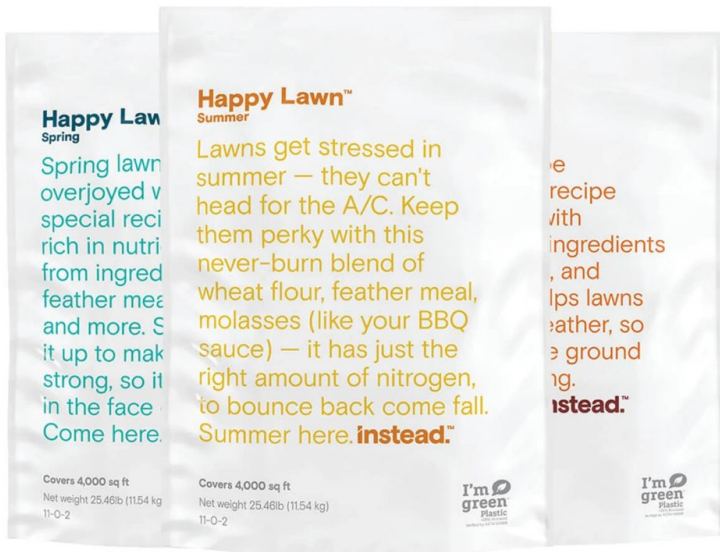 Happy Law
Spring
Spring lawn
overjoyed
special reci
rich in nutri
from ingred
feather mea
and more. S
it up to mak
strong, so it
in the face
Come here.
Covers 4,000 sq ft
Net weight 25.46lb (11.54 kg
11-0-2
Happy Lawn™
Summer
Lawns get stressed in
summer — they can't
head for the A/C. Keep
them perky with this
never-burn blend of
wheat flour, feather meal,
molasses (like your BBQ
sauce) — it has just the
right amount of nitrogen,
to bounce back come fall.
Summer here. instead.™
Covers 4,000 sq ft
Net weight 25.46lb (11.54 kg)
11-0-2
I'm
green
Plastic
e
recipe
with
ingredients
, and
lps lawns
eather, so
e ground
ng.
nstead.™
I'm
green
Plastic